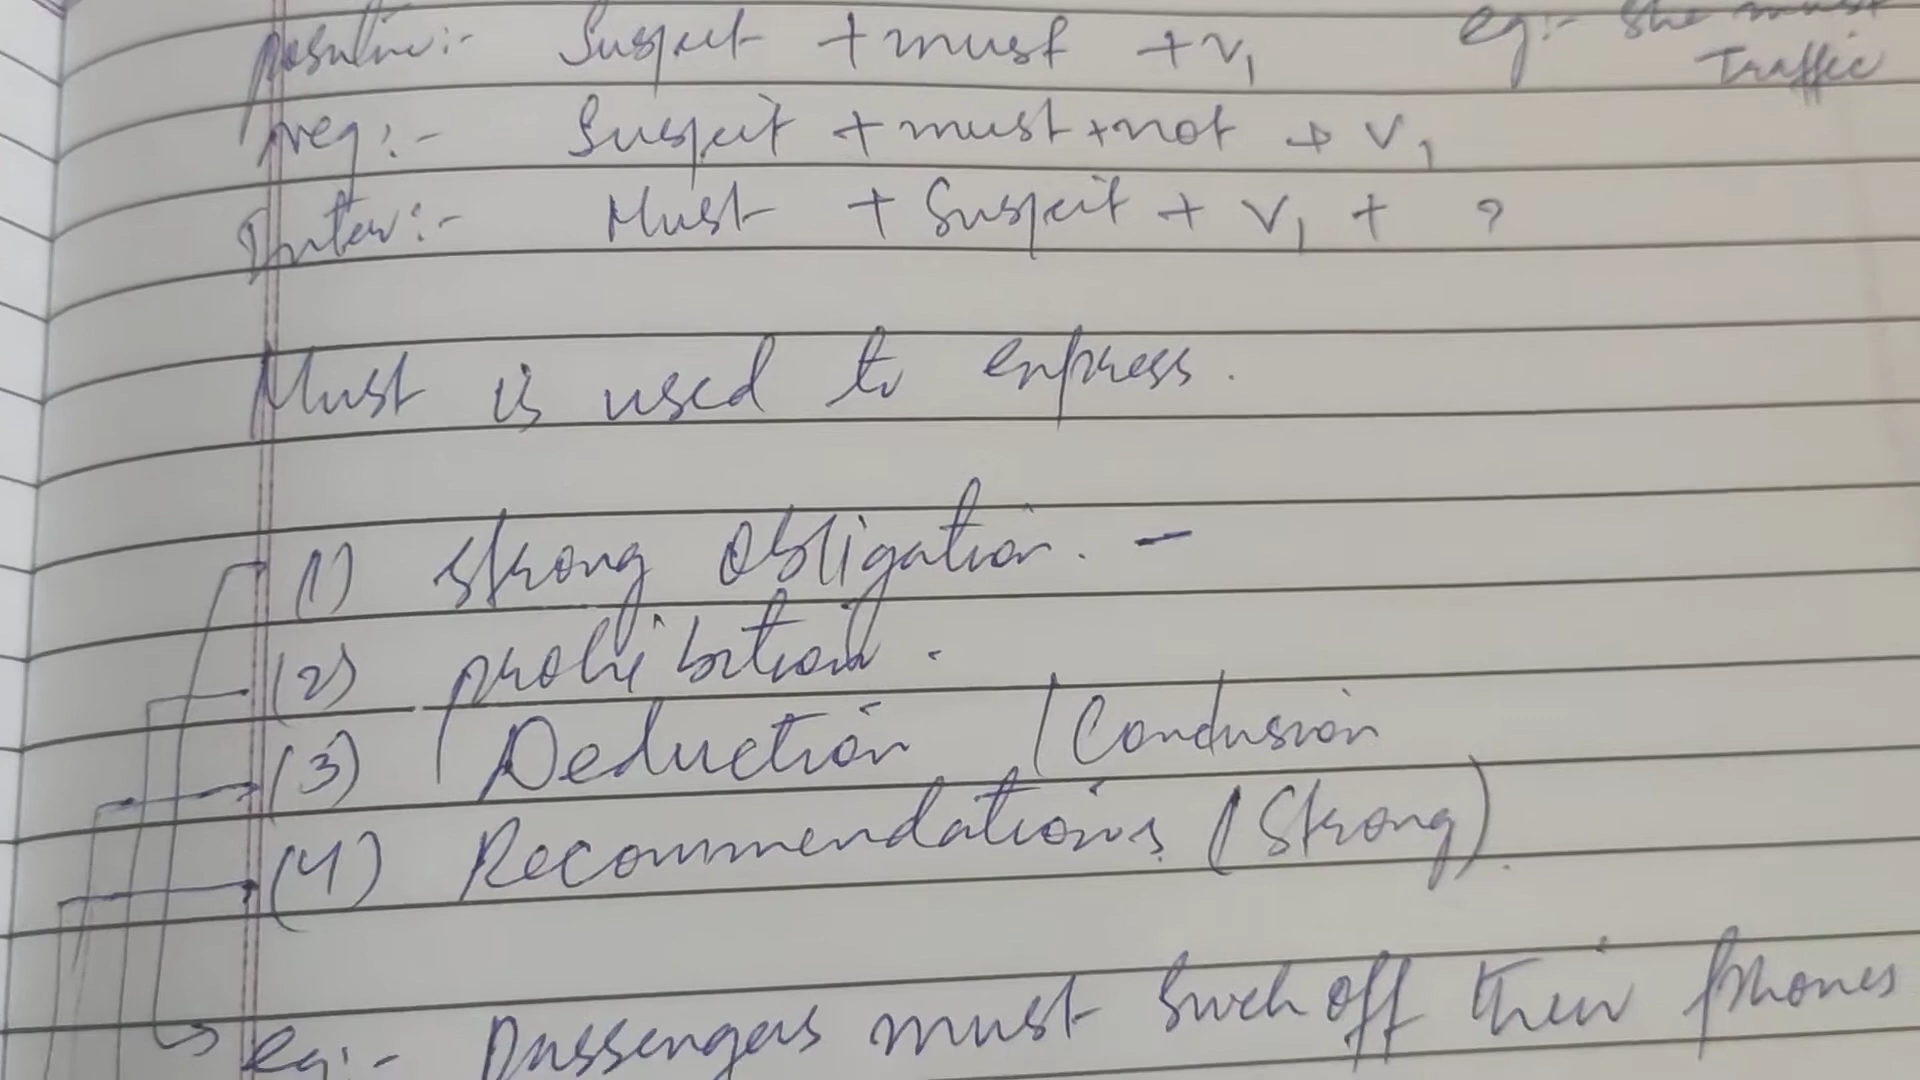 positive:- Suspect + must + V1 eg:- She must
Traffic
neg:- Suspect + must + not + V1
Inter:- Must + Suspect + V1 + ?
Must is used to express.
(1) Strong Obligation. -
(2) prohibition.
(3) Deduction / Conclusion
(4) Recommendations (Strong).
eg:- Passengers must Swich off their phones